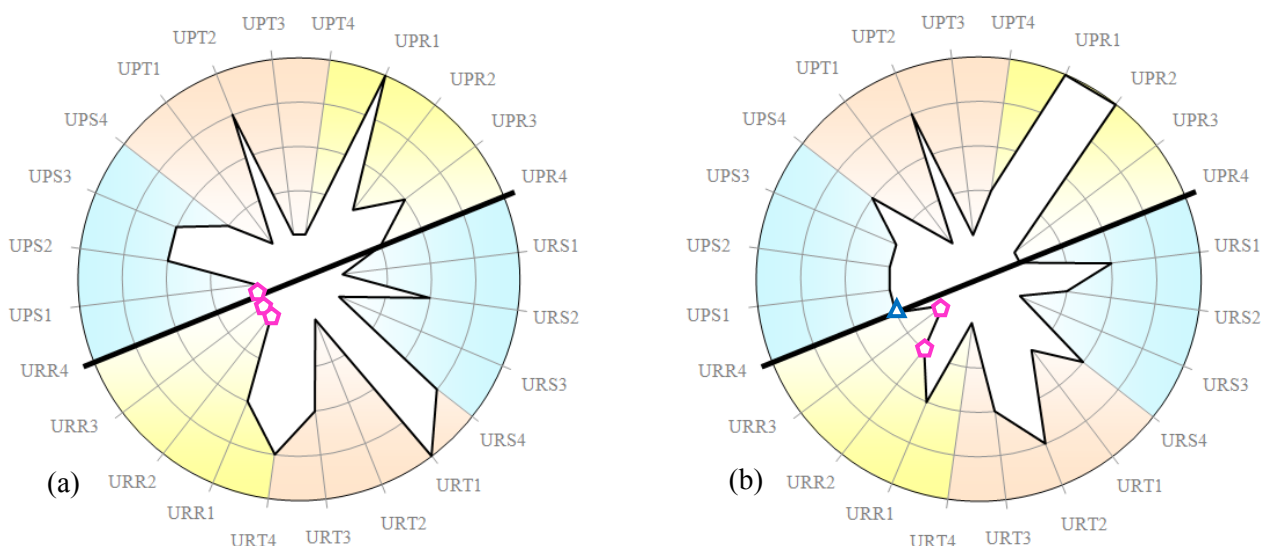 UPT3
UPT4
UPT2
UPR1
UPT1
UPR2
UPS4
UPR3
UPS3
UPR4
UPS2
URS1
UPS1
URS2
URR4
URS3
URR3
URS4
URR2
URT1
URR1
URT2
URT4
URT3
(a)
UPT3
UPT4
UPT2
UPR1
UPT1
UPR2
UPS4
UPR3
UPS3
UPR4
UPS2
URS1
UPS1
URS2
URR4
URS3
URR3
URS4
URR2
URT1
URR1
URT2
URT4
URT3
(b)